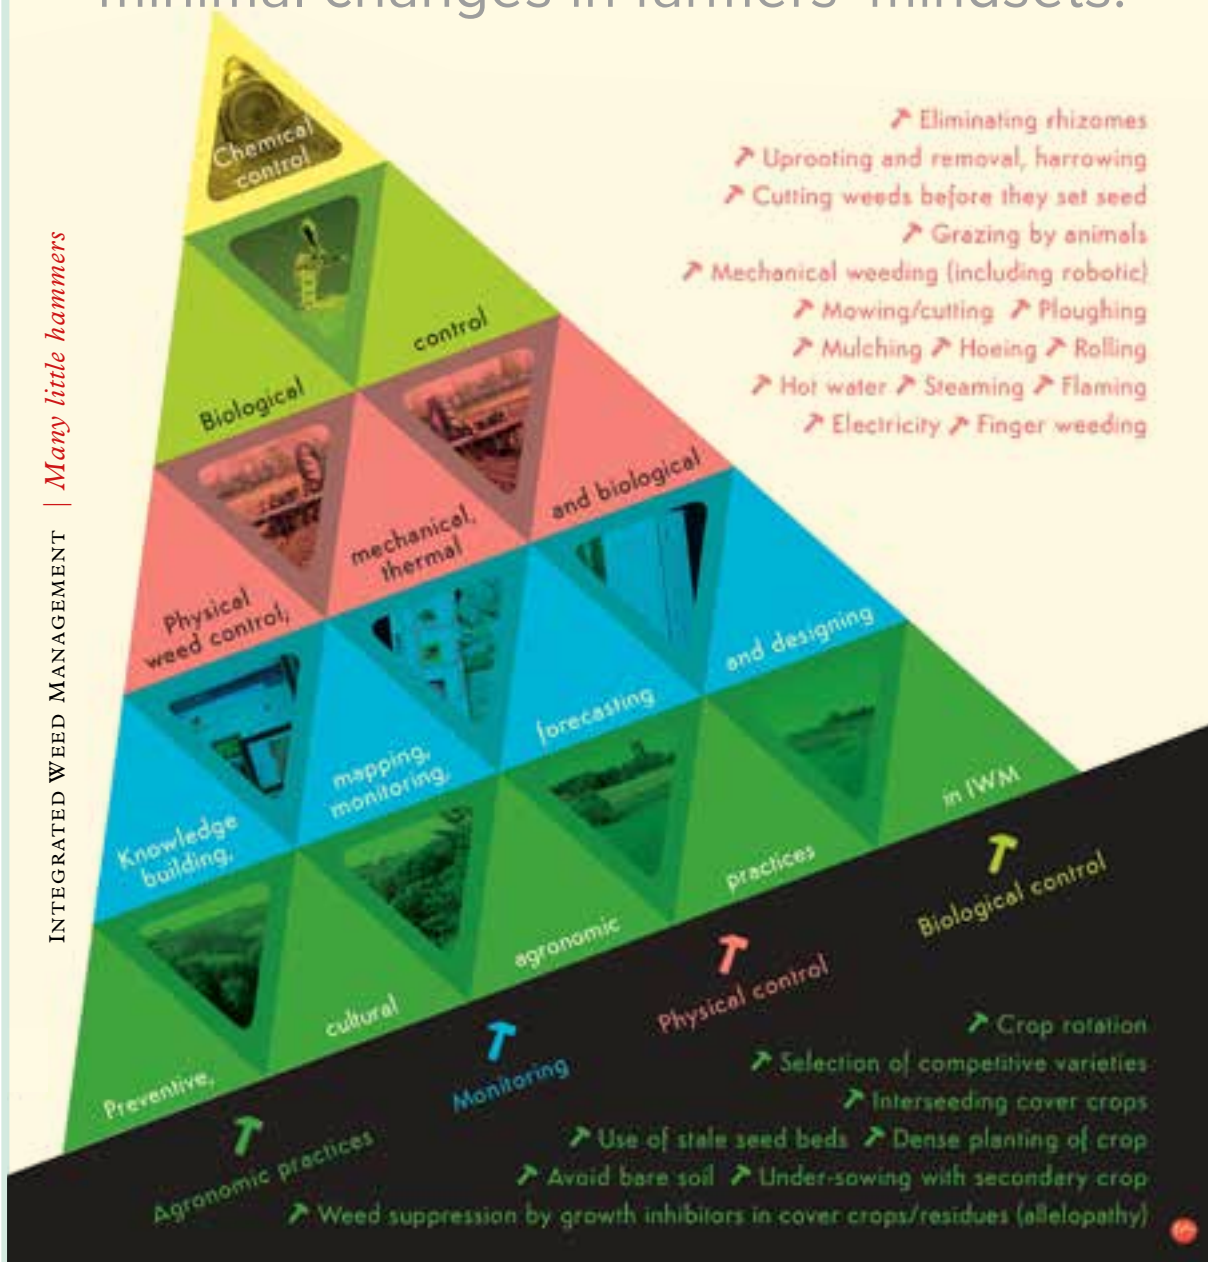 minimal changes in farmers' mindsets.
Chemical
control
Biological control
Physical
weed control,
mechanical,
thermal
and biological
Knowledge
building,
mapping,
monitoring,
forecasting
and designing
Preventive,
cultural
agronomic
practices
in IWM
Eliminating rhizomes
Uprooting and removal, harrowing
Cutting weeds before they set seed
Grazing by animals
Mechanical weeding (including robotic)
Mowing/cutting Ploughing
Mulching Hoeing Rolling
Hot water Steaming Flaming
Electricity Finger weeding
INTEGRATED WEED MANAGEMENT | Many little hammers
Agronomic practices
Monitoring
Physical control
Biological control
Crop rotation
Selection of competitive varieties
Interseeding cover crops
Use of stale seed beds Dense planting of crop
Avoid bare soil Under-sowing with secondary crop
Weed suppression by growth inhibitors in cover crops/residues (allelopathy)